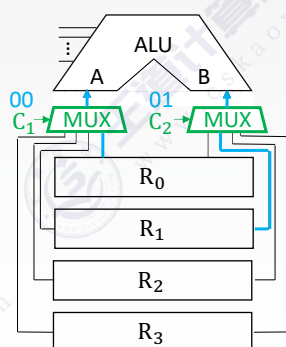 ALU
A B
00 01
C₁ MUX C₂ MUX
R₀
R₁
R₂
R₃